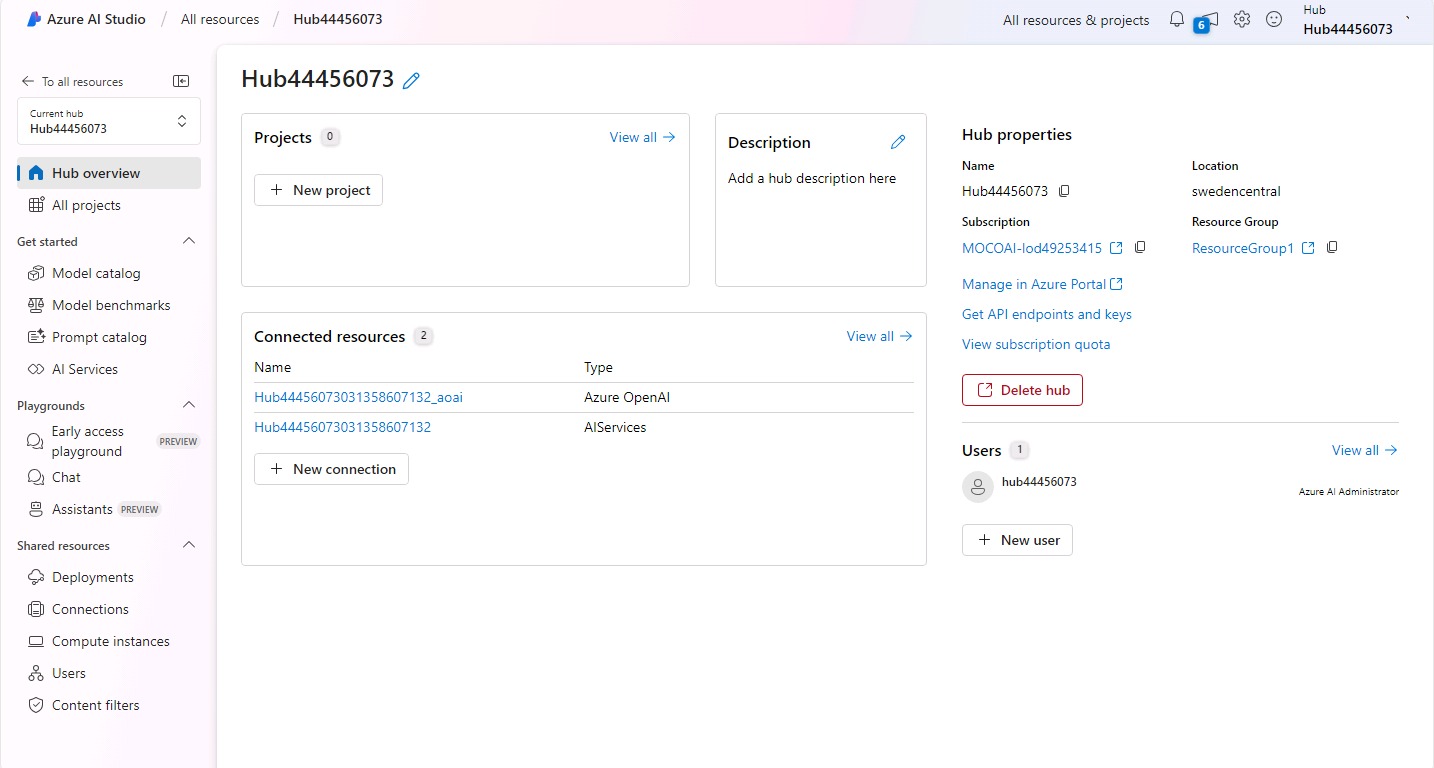 Azure AI Studio / All resources / Hub44456073
All resources & projects
6
Hub
Hub44456073
To all resources
Current hub
Hub44456073
Hub overview
All projects
Get started
Model catalog
Model benchmarks
Prompt catalog
AI Services
Playgrounds
Early access
playground
PREVIEW
Chat
Assistants PREVIEW
Shared resources
Deployments
Connections
Compute instances
Users
Content filters
Hub44456073
Projects 0
View all
+ New project
Description
Add a hub description here
Connected resources 2
View all
Name Type
Hub44456073031358607132_aoai Azure OpenAI
Hub44456073031358607132 AIServices
+ New connection
Hub properties
Name Location
Hub44456073 swedencentral
Subscription Resource Group
MOCOAI-lod49253415 ResourceGroup1
Manage in Azure Portal
Get API endpoints and keys
View subscription quota
Delete hub
Users 1
View all
hub44456073
Azure AI Administrator
+ New user